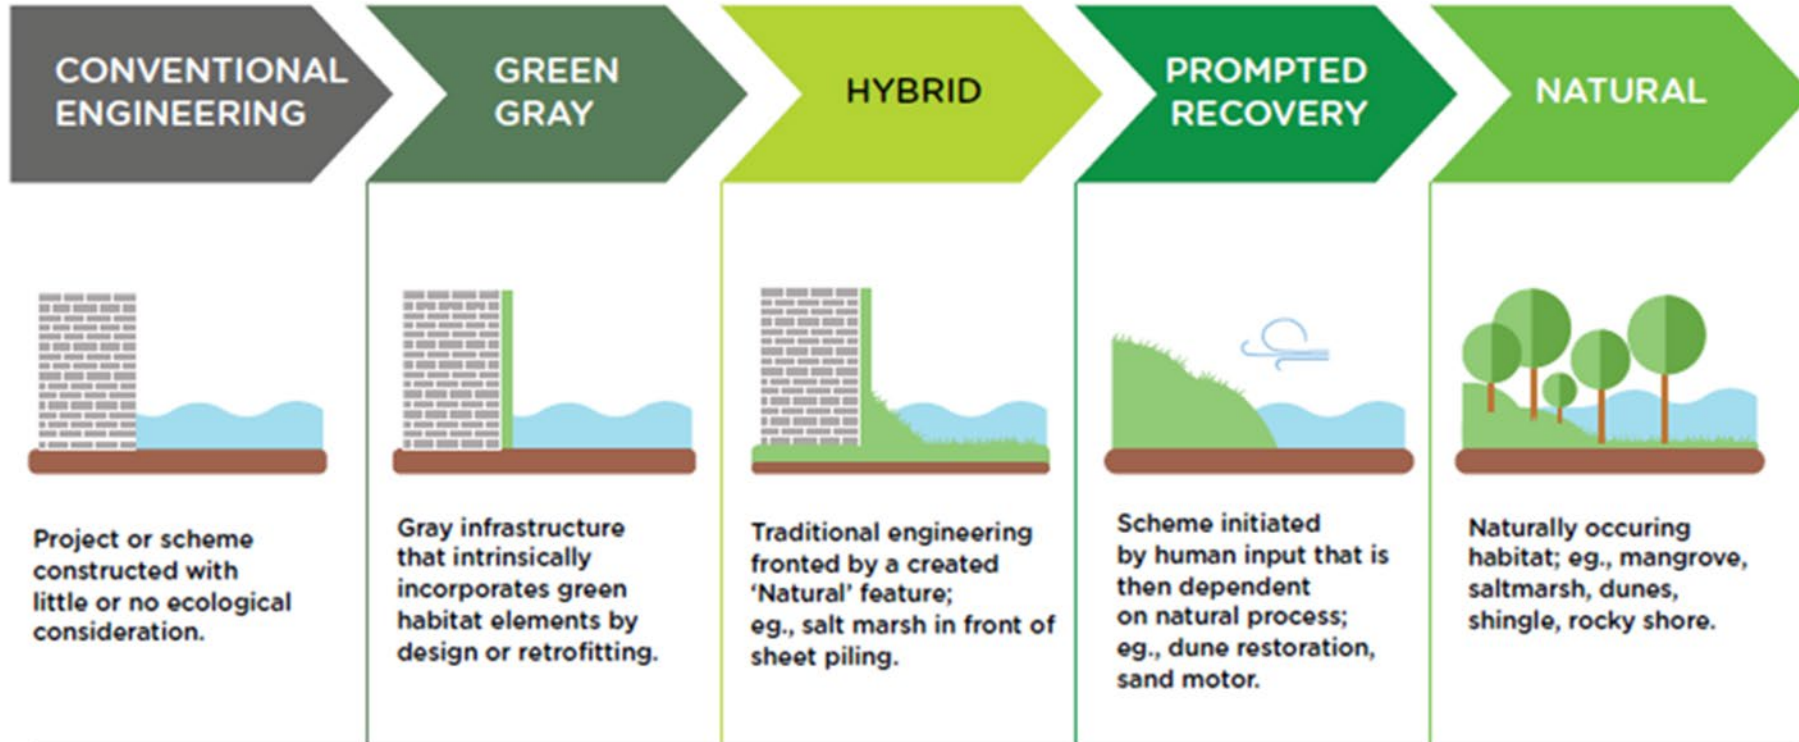 CONVENTIONAL
ENGINEERING
GREEN
GRAY
HYBRID
PROMPTED
RECOVERY
NATURAL
Project or scheme
constructed with
little or no ecological
consideration.
Gray infrastructure
that intrinsically
incorporates green
habitat elements by
design or retrofitting.
Traditional engineering
fronted by a created
‘Natural’ feature;
eg., salt marsh in front of
sheet piling.
Scheme initiated
by human input that is
then dependent
on natural process;
eg., dune restoration,
sand motor.
Naturally occuring
habitat; eg., mangrove,
saltmarsh, dunes,
shingle, rocky shore.